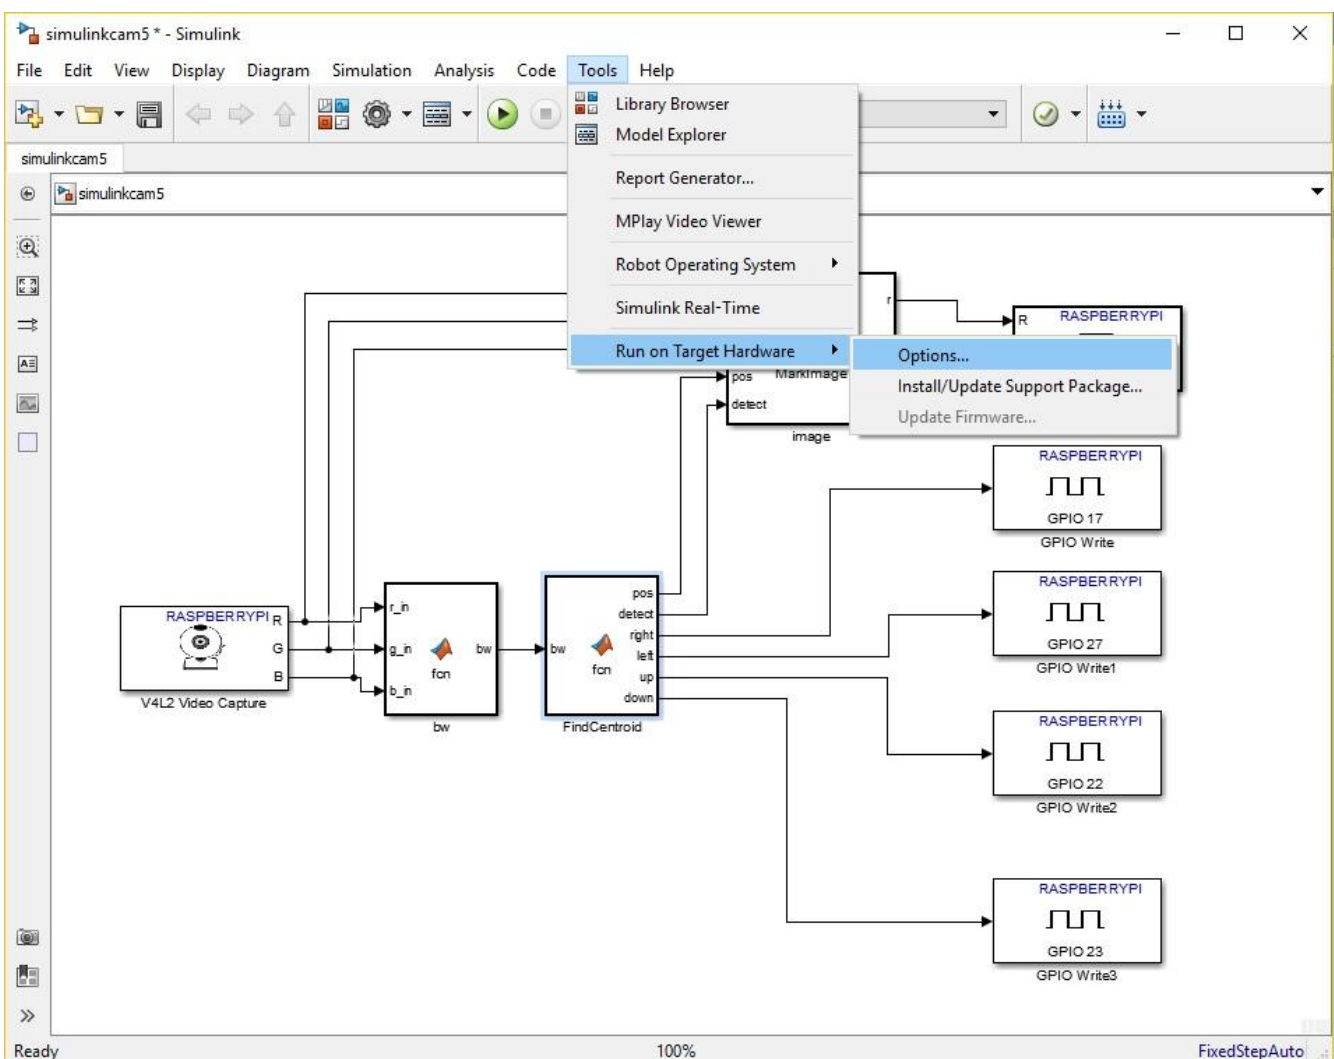 simulinkcam5 * - Simulink
File Edit View Display Diagram Simulation Analysis Code Tools Help
Library Browser
Model Explorer
simulinkcam5
Report Generator...
simulinkcam5
MPlay Video Viewer
Robot Operating System
Simulink Real-Time
r
R RASPBERRYPI
Run on Target Hardware
Options...
pos MarkImage
Install/Update Support Package...
detect
Update Firmware...
image
RASPBERRYPI
GPIO 17
GPIO Write
RASPBERRYPI
GPIO 27
GPIO Write1
RASPBERRYPI
R
G
B
V4L2 Video Capture
r_in
g_in
b_in
fcn
bw
bw
bw
fcn
pos
detect
right
left
up
down
FindCentroid
RASPBERRYPI
GPIO 22
GPIO Write2
RASPBERRYPI
GPIO 23
GPIO Write3
Ready 100% FixedStepAuto